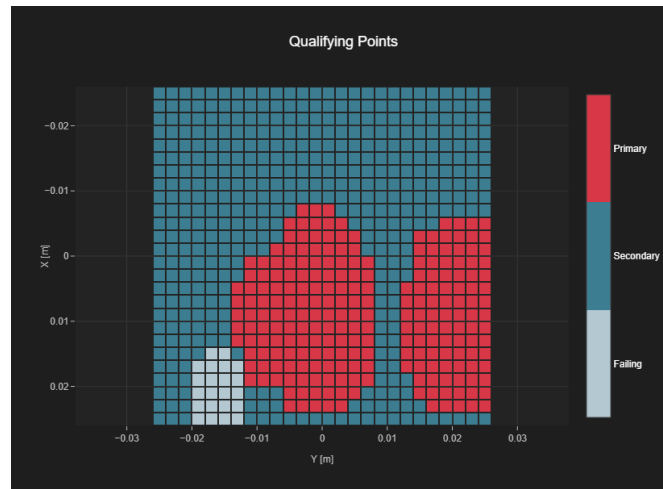 Qualifying Points
Primary
Secondary
Failing
−0.02
−0.01
0
0.01
0.02
X [m]
−0.03
−0.02
−0.01
0
0.01
0.02
0.03
Y [m]